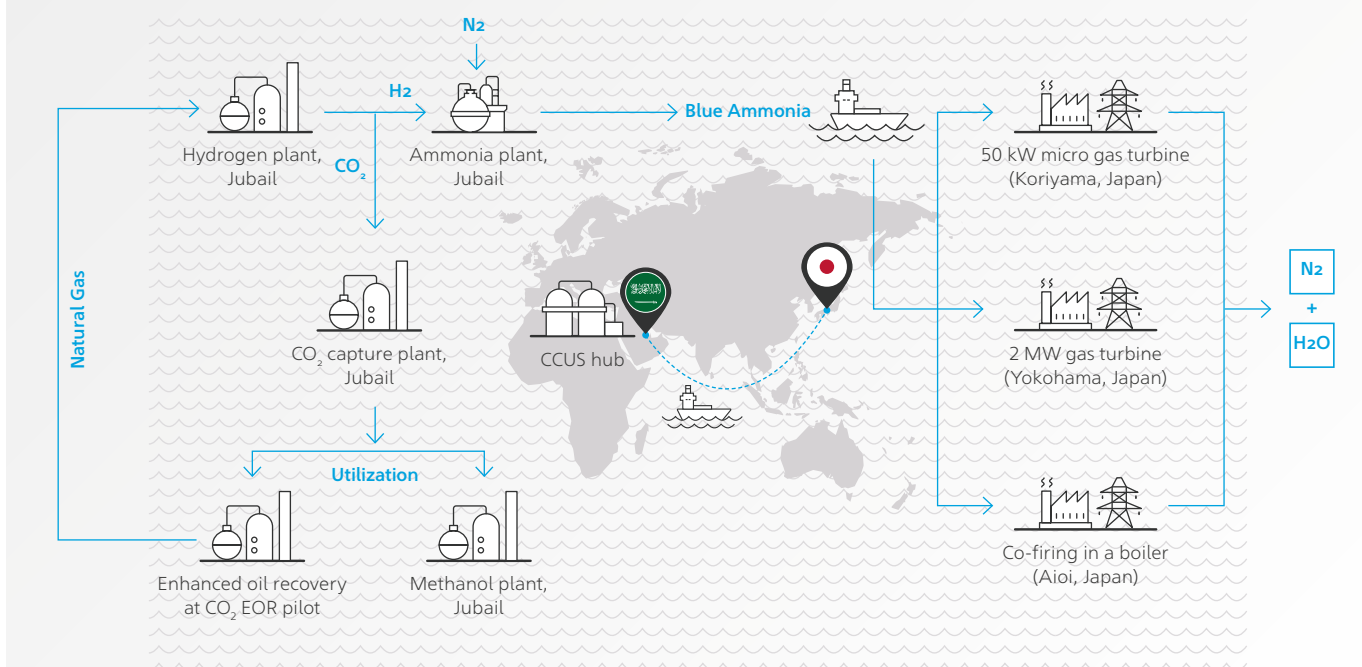 N2
H2
Blue Ammonia
Hydrogen plant,
Jubail
CO₂
Ammonia plant,
Jubail
50 kW micro gas turbine
(Koriyama, Japan)
Natural Gas
CO₂ capture plant,
Jubail
CCUS hub
2 MW gas turbine
(Yokohama, Japan)
N2
+
H2O
Utilization
Enhanced oil recovery
at CO₂ EOR pilot
Methanol plant,
Jubail
Co-firing in a boiler
(Aioi, Japan)